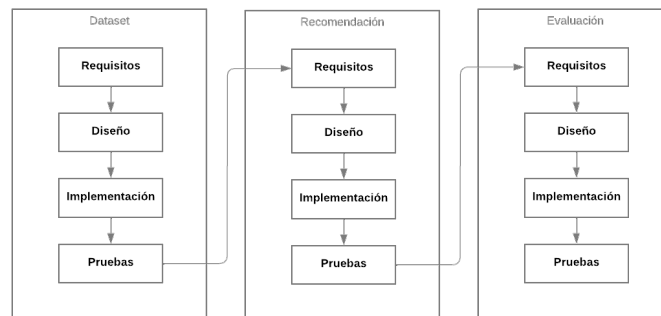 Dataset
Requisitos
Diseño
Implementación
Pruebas
Recomendación
Requisitos
Diseño
Implementación
Pruebas
Evaluación
Requisitos
Diseño
Implementación
Pruebas